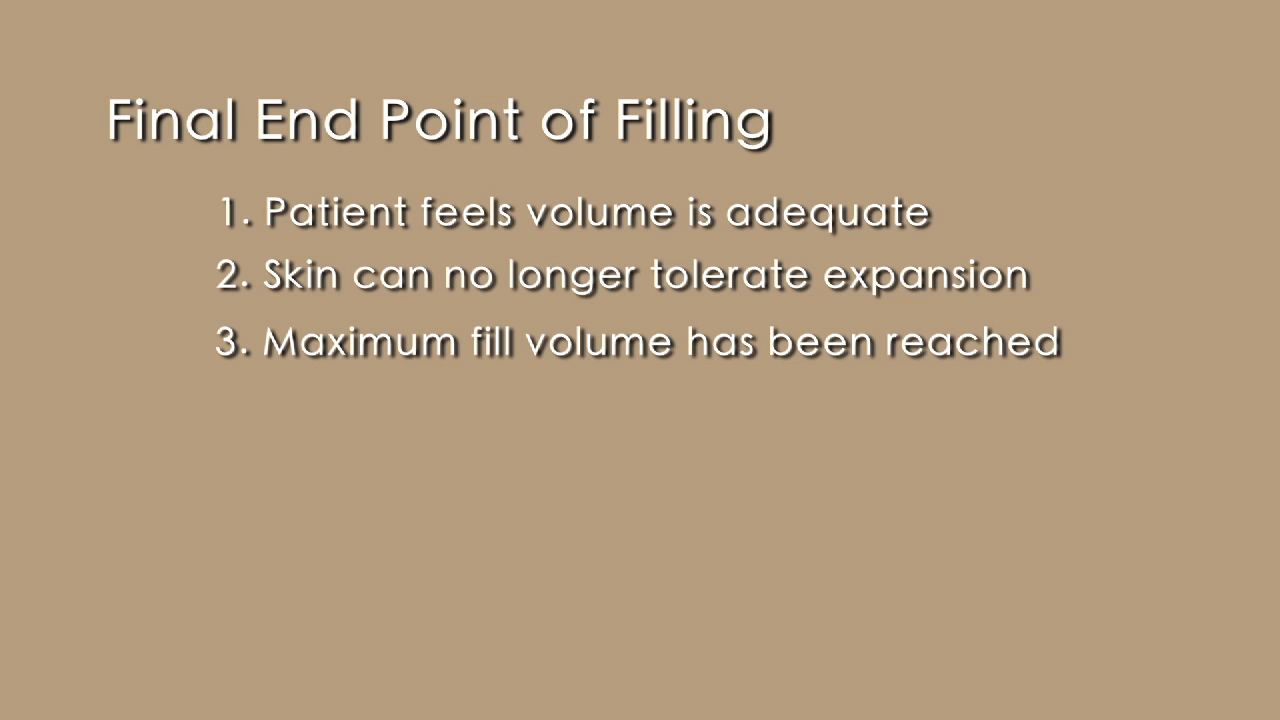 Final End Point of Filling
1. Patient feels volume is adequate
2. Skin can no longer tolerate expansion
3. Maximum fill volume has been reached